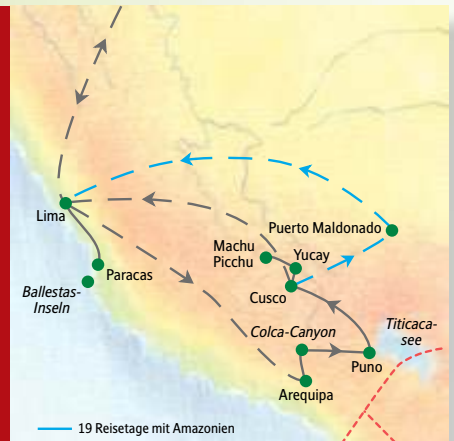 Lima
Puerto Maldonado
Machu
Picchu
Yucay
Paracas
Cusco
Ballestas-
Inseln
Colca-Canyon
Titicaca-
see
Puno
Arequipa
19 Reisetage mit Amazonien